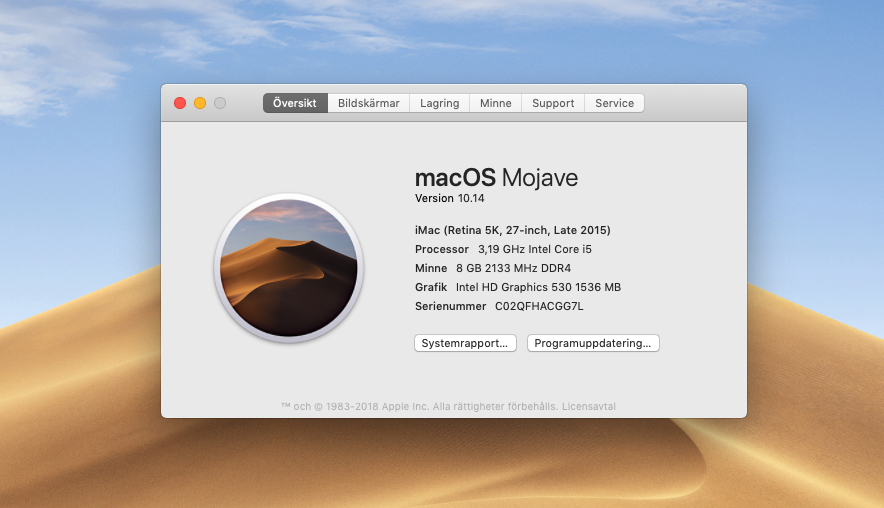 Översikt Bildskärmar Lagring Minne Support Service
macOS Mojave
Version 10.14
iMac (Retina 5K, 27-inch, Late 2015)
Processor 3,19 GHz Intel Core i5
Minne 8 GB 2133 MHz DDR4
Grafik Intel HD Graphics 530 1536 MB
Serienummer C02QFHACGG7L
Systemrapport... Programuppdatering...
™ och © 1983-2018 Apple Inc. Alla rättigheter förbehålls. Licensavtal